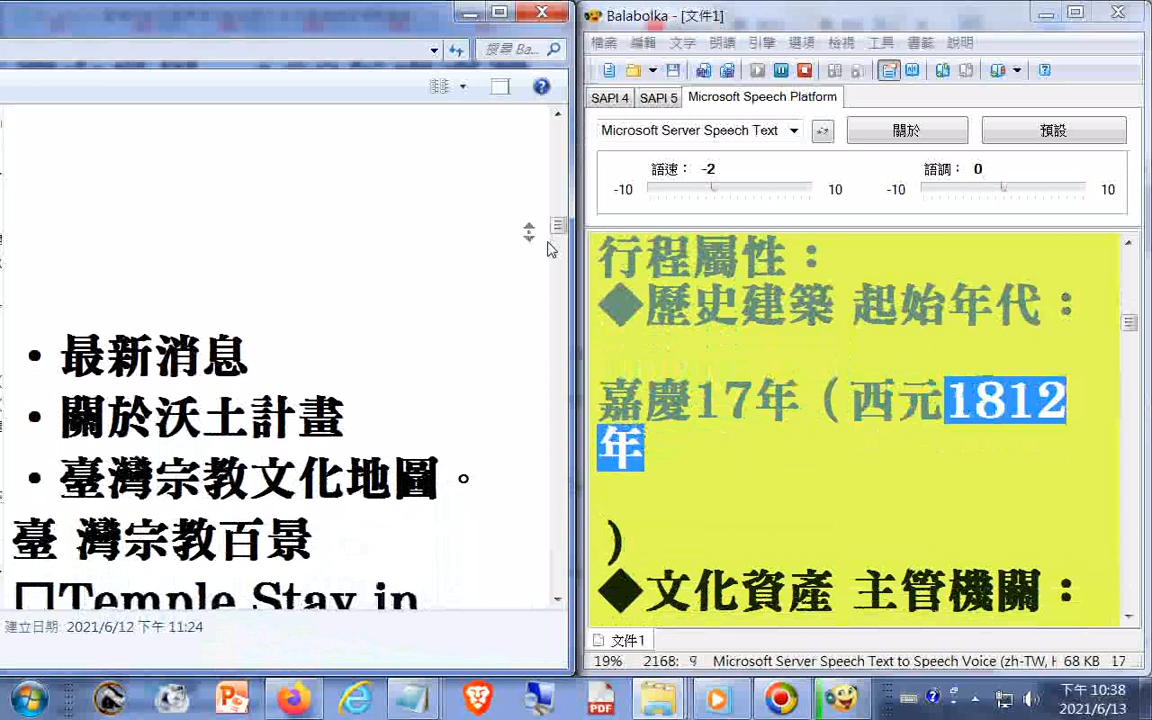 搜尋 Ba...
・最新消息
・關於沃土計畫
・臺灣宗教文化地圖。
臺 灣宗教百景
□Temple Stay in
建立日期: 2021/6/12 下午 11:24
Balabolka - [文件1]
檔案 編輯 文字 朗讀 引擎 選項 檢視 工具 書籤 說明
SAPI 4 SAPI 5 Microsoft Speech Platform
Microsoft Server Speech Text 關於 預設
語速： -2 語調： 0
-10 10 -10 10
行程屬性：
◆歷史建築 起始年代：
嘉慶17年（西元1812
年
）
◆文化資產 主管機關：
文件1
19% 2168: 9 Microsoft Server Speech Text to Speech Voice (zh-TW, H 68 KB 17
PDF
下午 10:38
2021/6/13